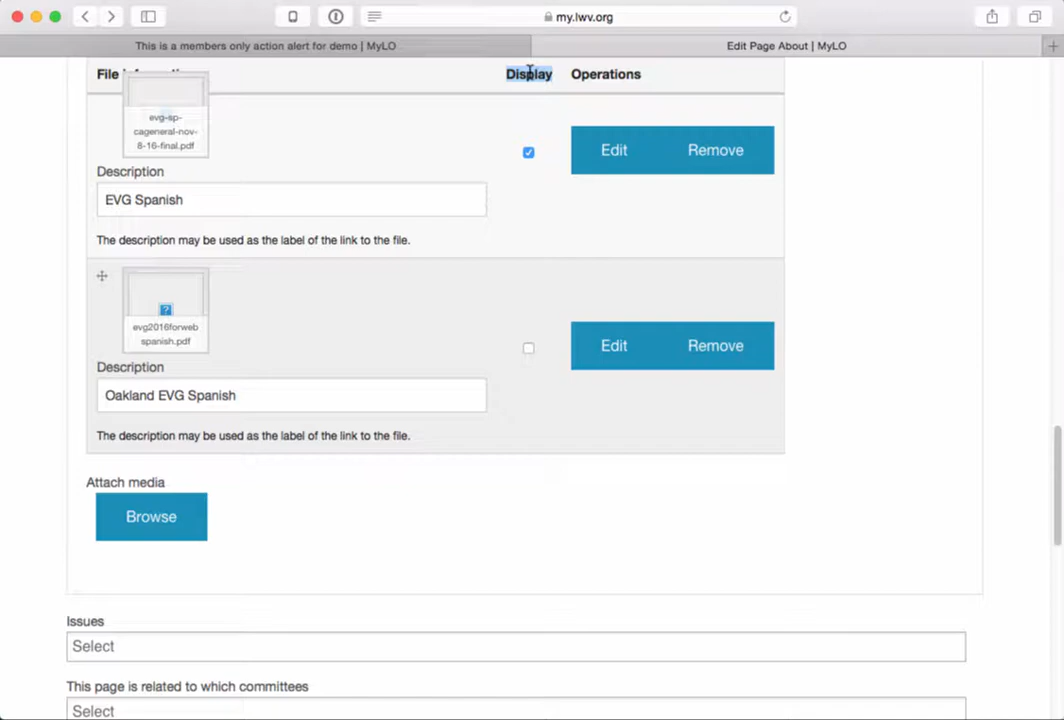 my.lwv.org
This is a members only action alert for demo | MyLO
Edit Page About | MyLO
+
File
Display
Operations
evg-sp-
cageneral-nov-
8-16-final.pdf
Edit
Remove
Description
EVG Spanish
The description may be used as the label of the link to the file.
?
evg2016forweb
spanish.pdf
Edit
Remove
Description
Oakland EVG Spanish
The description may be used as the label of the link to the file.
Attach media
Browse
Issues
Select
This page is related to which committees
Select